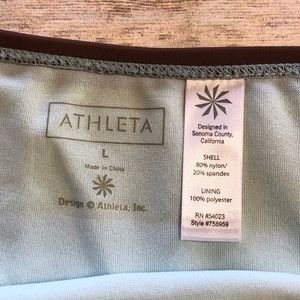 ATHLETA
L
Made in China
Design © Athleta, Inc.
Designed in
Sonoma County,
California
SHELL
80% nylon/
20% spandex
LINING
100% polyester
RN #54023
Style #758959